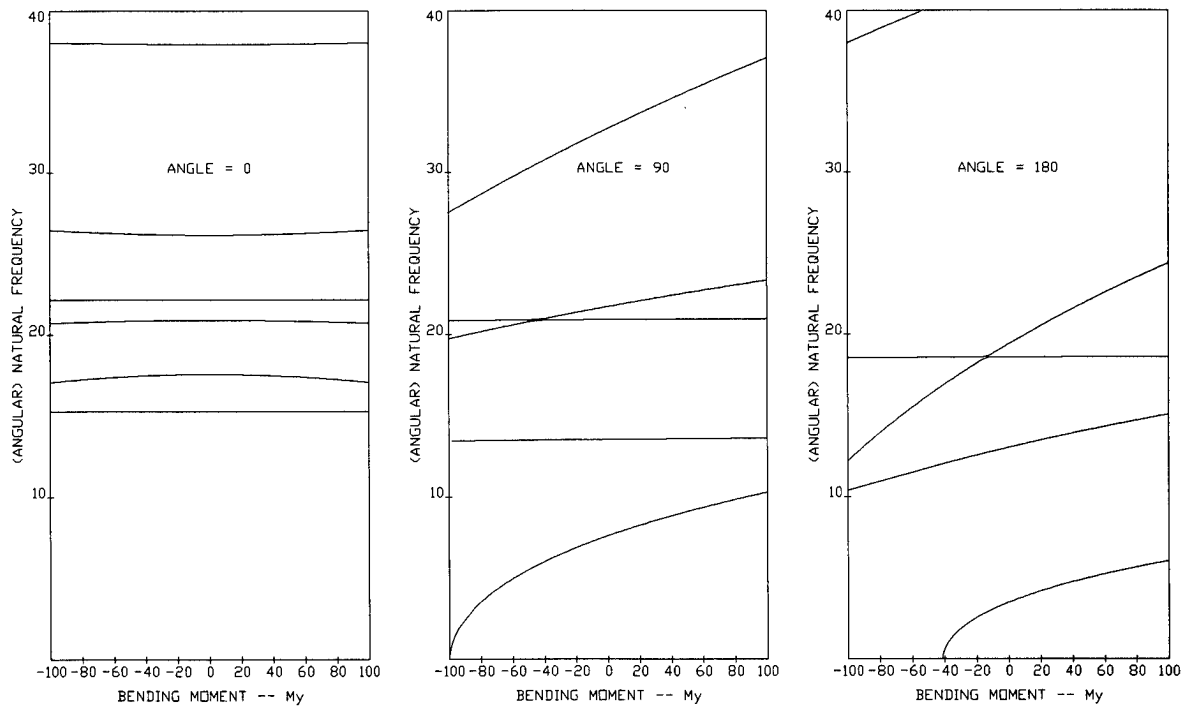 40
30
20
10
(ANGULAR) NATURAL FREQUENCY
ANGLE = 0
-100 -80 -60 -40 -20 0 20 40 60 80 100
BENDING MOMENT -- My
40
30
20
10
(ANGULAR) NATURAL FREQUENCY
ANGLE = 90
-100 -80 -60 -40 -20 0 20 40 60 80 100
BENDING MOMENT -- My
40
30
20
10
(ANGULAR) NATURAL FREQUENCY
ANGLE = 180
-100 -80 -60 -40 -20 0 20 40 60 80 100
BENDING MOMENT -- My